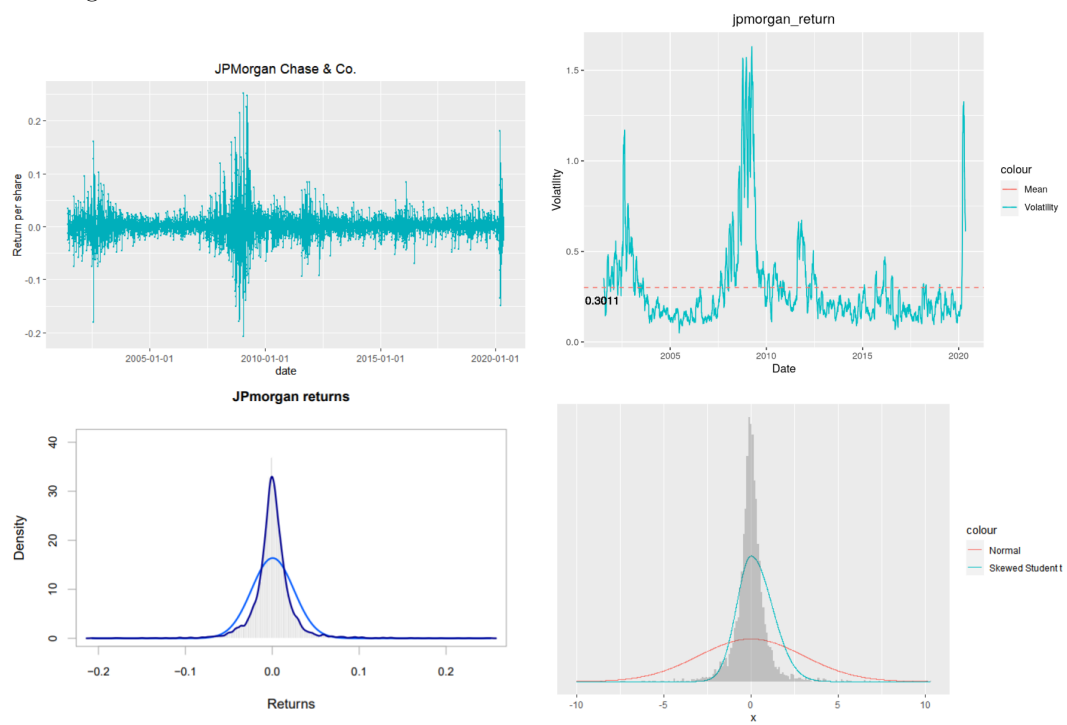 JPMorgan Chase & Co.
Return per share
0.2
0.1
0.0
-0.1
-0.2
2005-01-01 2010-01-01 2015-01-01 2020-01-01
date
jpmorgan_return
Volatility
1.5
1.0
0.5
0.0
0.3011
2005 2010 2015 2020
Date
colour
Mean
Volatility
JPmorgan returns
Density
40
30
20
10
0
-0.2 -0.1 0.0 0.1 0.2
Returns
-10 -5 0 5 10
x
colour
Normal
Skewed Student t